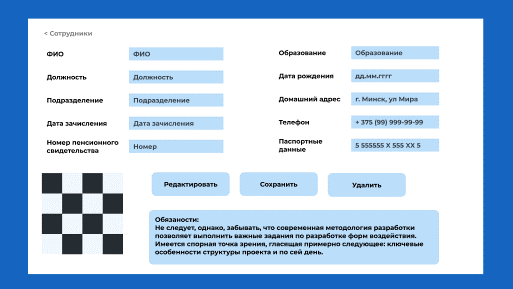 < Сотрудники
ФИО
ФИО
Должность
Должность
Подразделение
Подразделение
Дата зачисления
Дата зачисления
Номер пенсионного
свидетельства
Номер
Образование
Образование
Дата рождения
дд.мм.гггг
Домашний адрес
г. Минск, ул Мира
Телефон
+ 375 (99) 999-99-99
Паспортные
данные
5 555555 X 555 XX 5
Редактировать
Сохранить
Удалить
Обязаности:
Не следует, однако, забывать, что современная методология разработки
позволяет выполнить важные задания по разработке форм воздействия.
Имеется спорная точка зрения, гласящая примерно следующее: ключевые
особенности структуры проекта и по сей день.